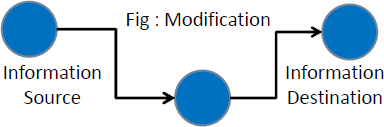 Fig : Modification
Information
Source
Information
Destination